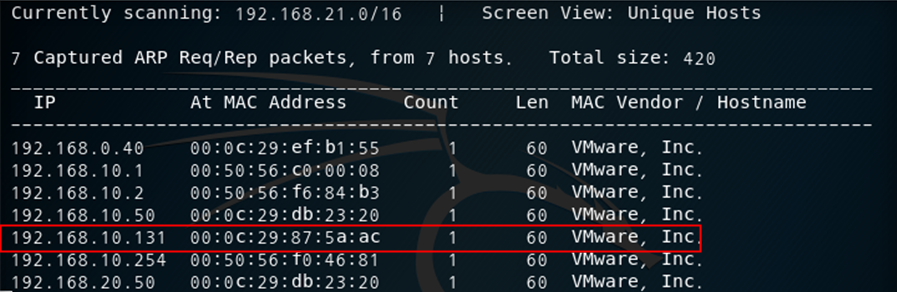 Currently scanning: 192.168.21.0/16   |   Screen View: Unique Hosts
7 Captured ARP Req/Rep packets, from 7 hosts.   Total size: 420
IP            At MAC Address     Count     Len  MAC Vendor / Hostname
192.168.0.40    00:0c:29:ef:b1:55      1      60  VMware, Inc.
192.168.10.1    00:50:56:c0:00:08      1      60  VMware, Inc.
192.168.10.2    00:50:56:f6:84:b3      1      60  VMware, Inc.
192.168.10.50   00:0c:29:db:23:20      1      60  VMware, Inc.
192.168.10.131  00:0c:29:87:5a:ac      1      60  VMware, Inc.
192.168.10.254  00:50:56:f0:46:81      1      60  VMware, Inc.
192.168.20.50   00:0c:29:db:23:20      1      60  VMware, Inc.